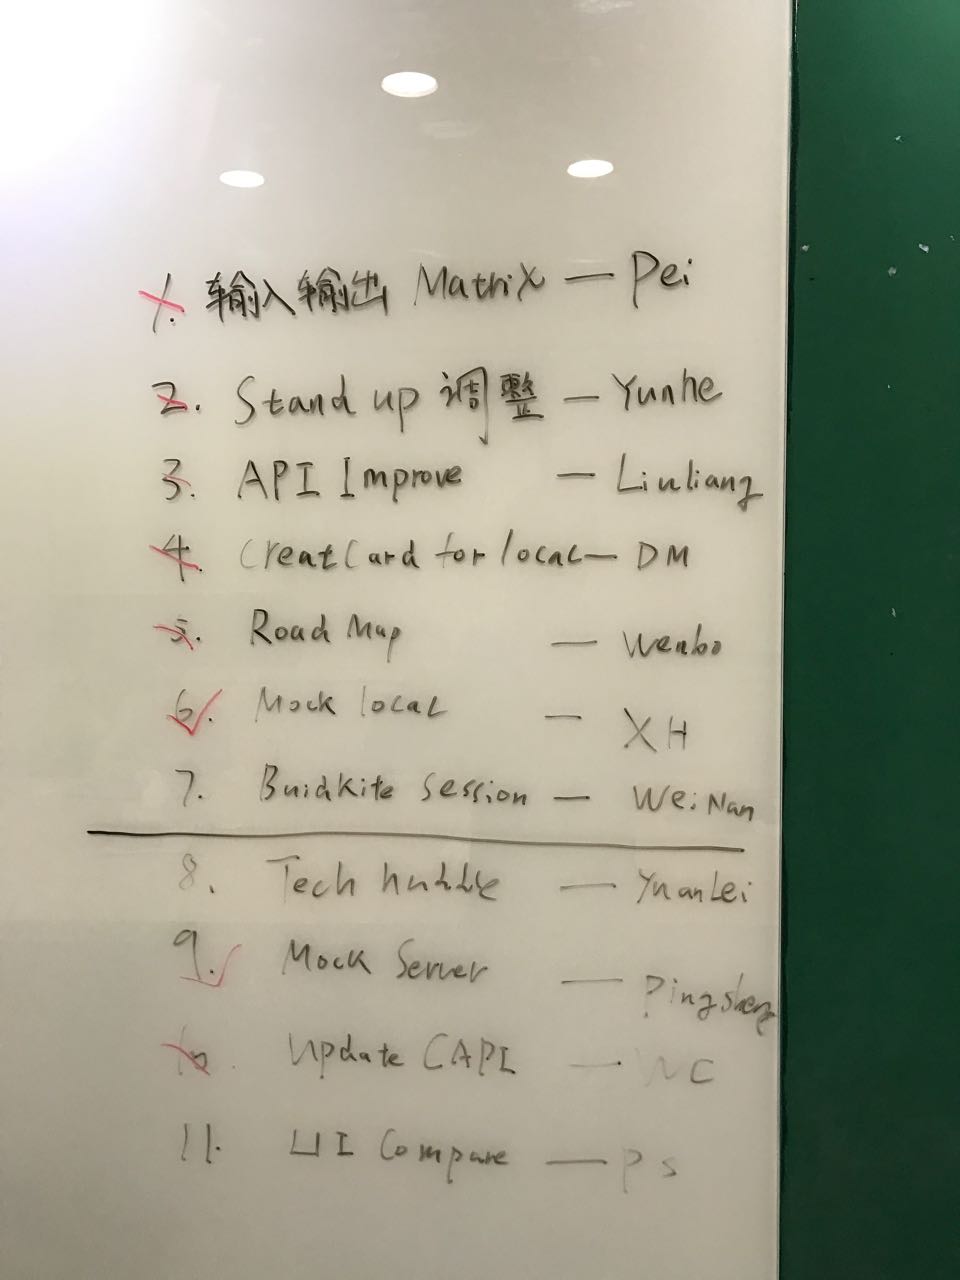 1. 输入输出 Matrix — Pei
2. Stand up 调整 — Yunhe
3. API Improve — Liuliang
4. Creat Card for local — DM
5. Road Map — Wenbo
6. Mock local — XH
7. Buidkite session — WeiNan
8. Tech huddle — YuanLei
9. Mock Server — Pingsheng
10. Update CAPI — WC
11. UI Compare — PS